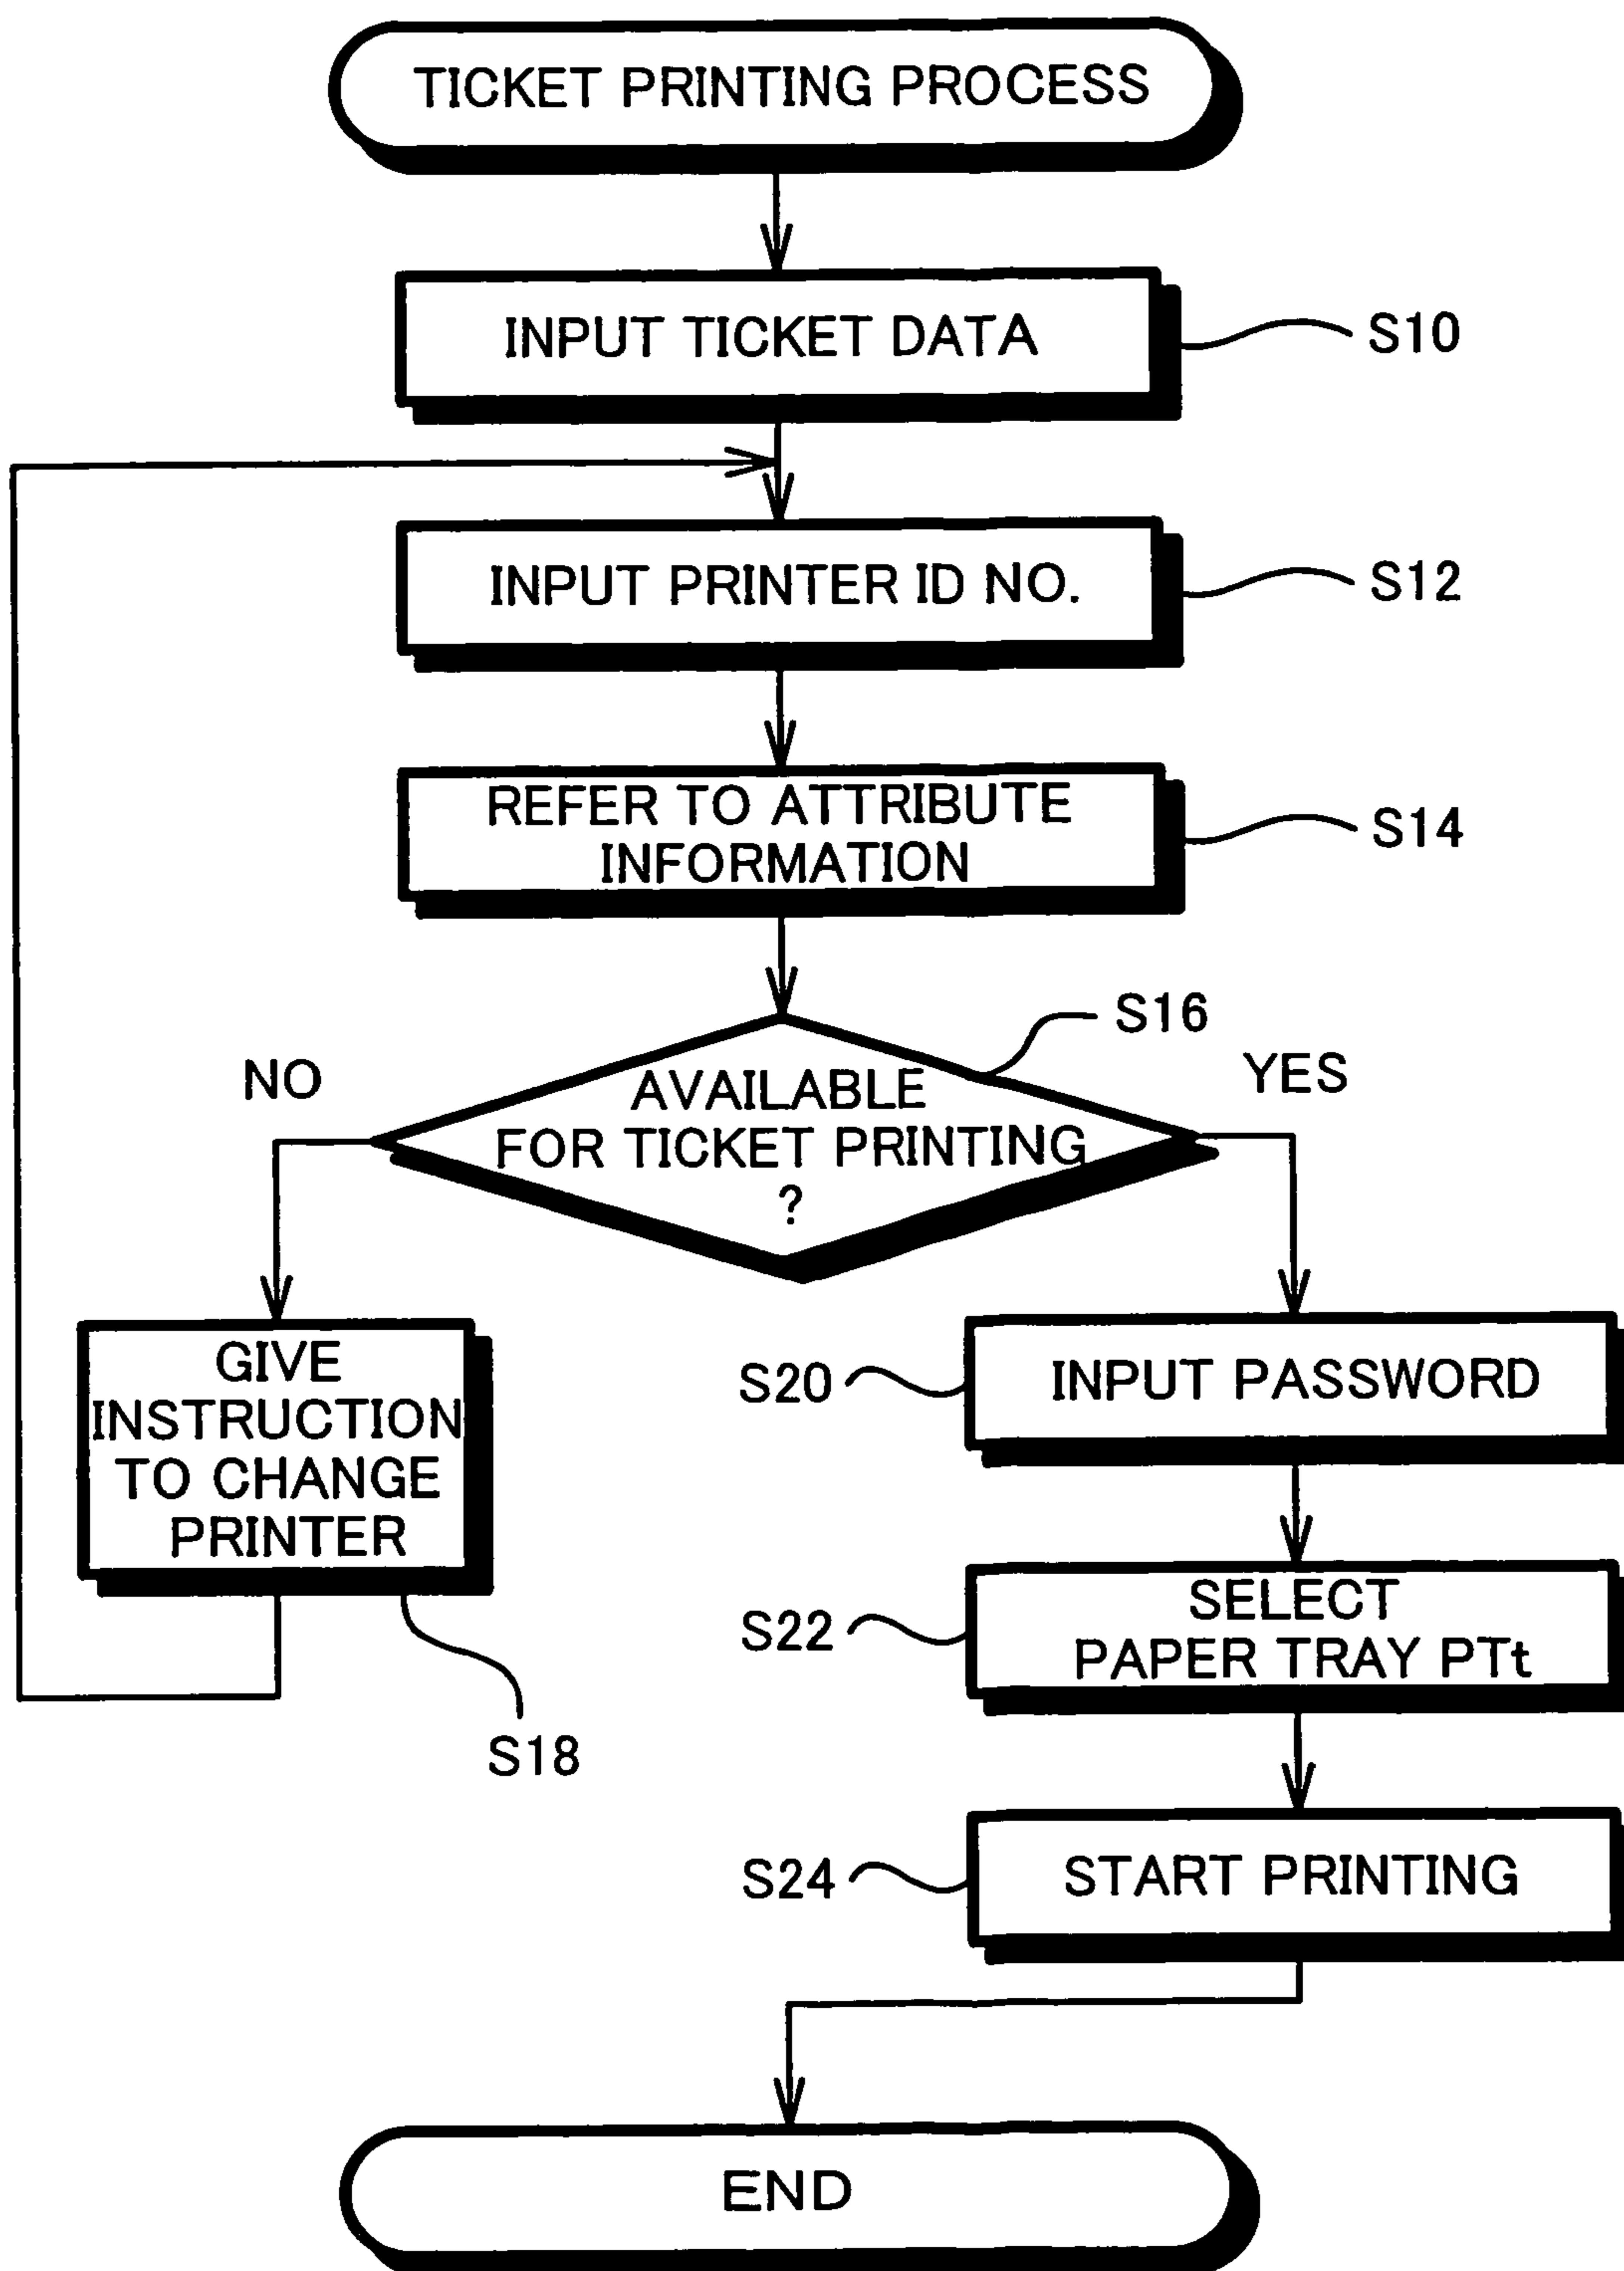 TICKET PRINTING PROCESS
INPUT TICKET DATA
S10
INPUT PRINTER ID NO.
S12
REFER TO ATTRIBUTE
INFORMATION
S14
S16
NO
YES
AVAILABLE
FOR TICKET PRINTING
?
GIVE
INSTRUCTION
TO CHANGE
PRINTER
S18
S20
INPUT PASSWORD
S22
SELECT
PAPER TRAY PTt
S24
START PRINTING
END